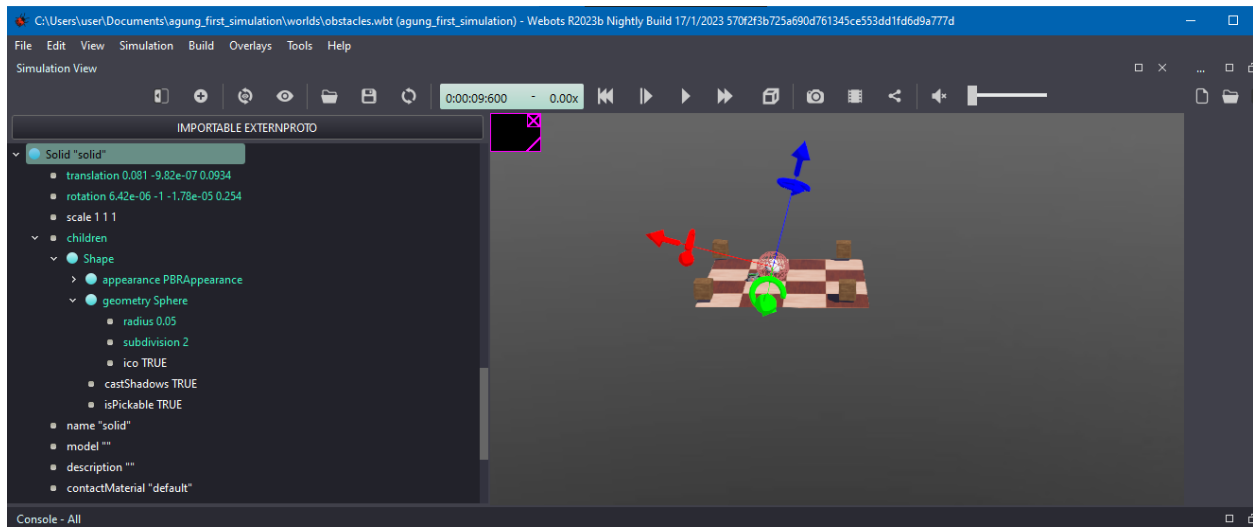 C:\Users\user\Documents\agung_first_simulation\worlds\obstacles.wbt (agung_first_simulation) - Webots R2023b Nightly Build 17/1/2023 570f2f3b725a690d761345ce553dd1fd6d9a777d
File Edit View Simulation Build Overlays Tools Help
Simulation View
...
0:00:09:600 - 0.00x
IMPORTABLE EXTERNPROTO
Solid "solid"
translation 0.081 -9.82e-07 0.0934
rotation 6.42e-06 -1 -1.78e-05 0.254
scale 1 1 1
children
Shape
appearance PBRAppearance
geometry Sphere
radius 0.05
subdivision 2
ico TRUE
castShadows TRUE
isPickable TRUE
name "solid"
model ""
description ""
contactMaterial "default"
Console - All